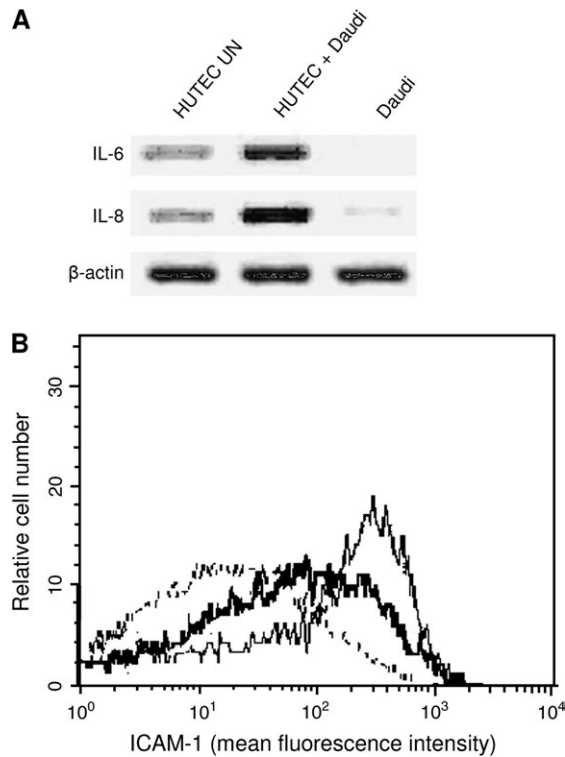 A
HUTEC UN
HUTEC + Daudi
Daudi
IL-6
IL-8
β-actin
B
30
20
10
0
Relative cell number
10⁰
10¹
10²
10³
10⁴
ICAM-1 (mean fluorescence intensity)